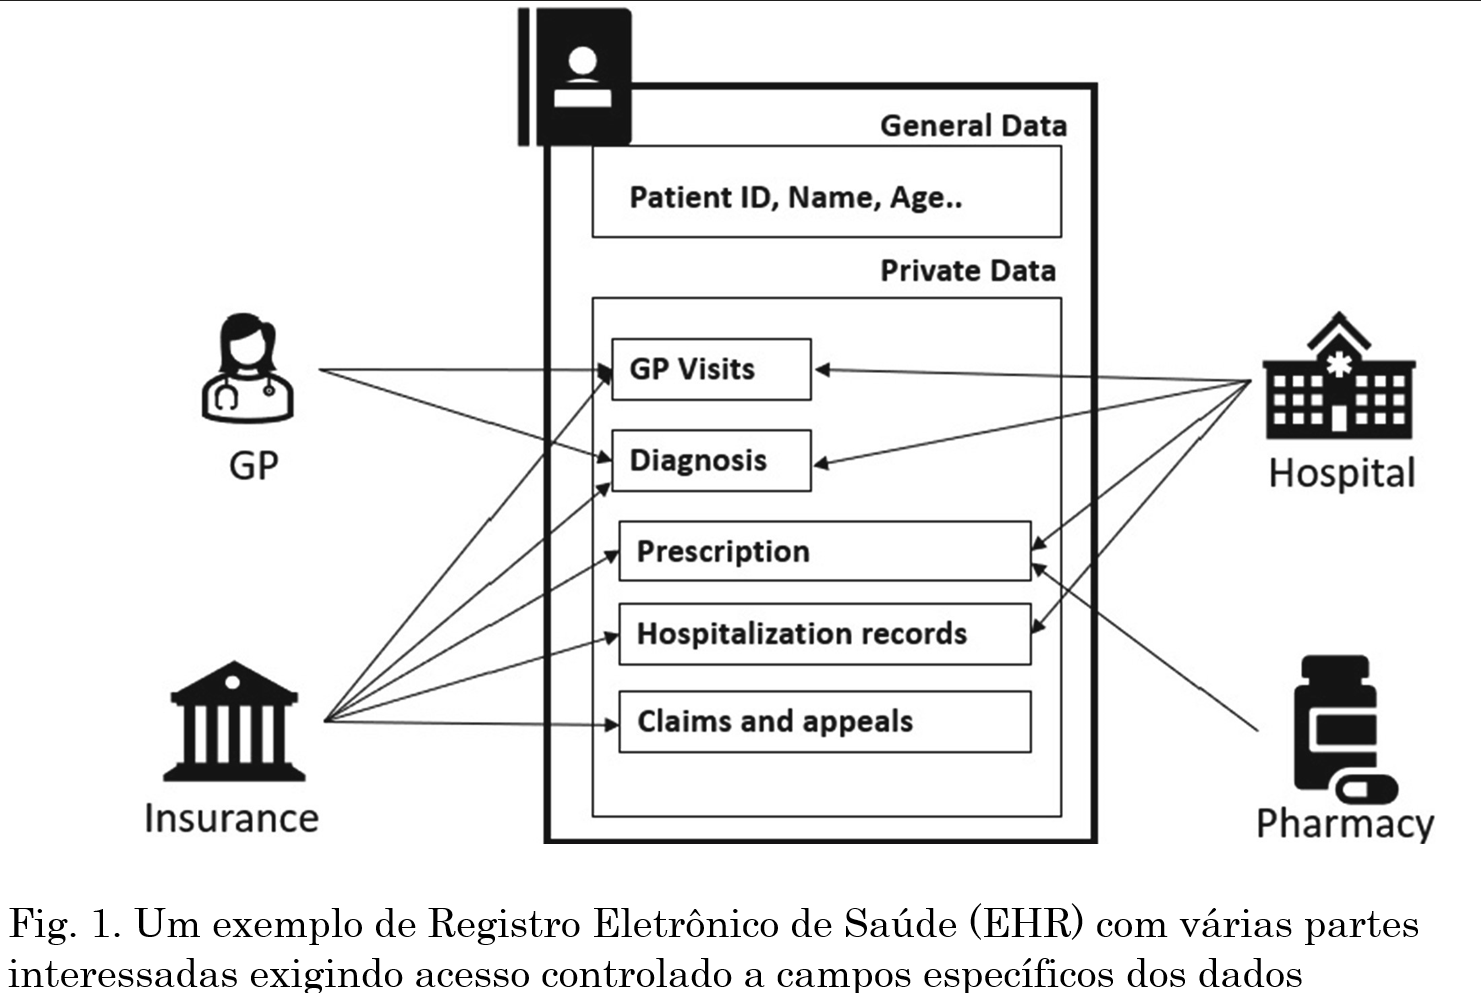 General Data
Patient ID, Name, Age..
Private Data
GP Visits
Diagnosis
Prescription
Hospitalization records
Claims and appeals
GP
Insurance
Hospital
Pharmacy
Fig. 1. Um exemplo de Registro Eletrônico de Saúde (EHR) com várias partes
interessadas exigindo acesso controlado a campos específicos dos dados